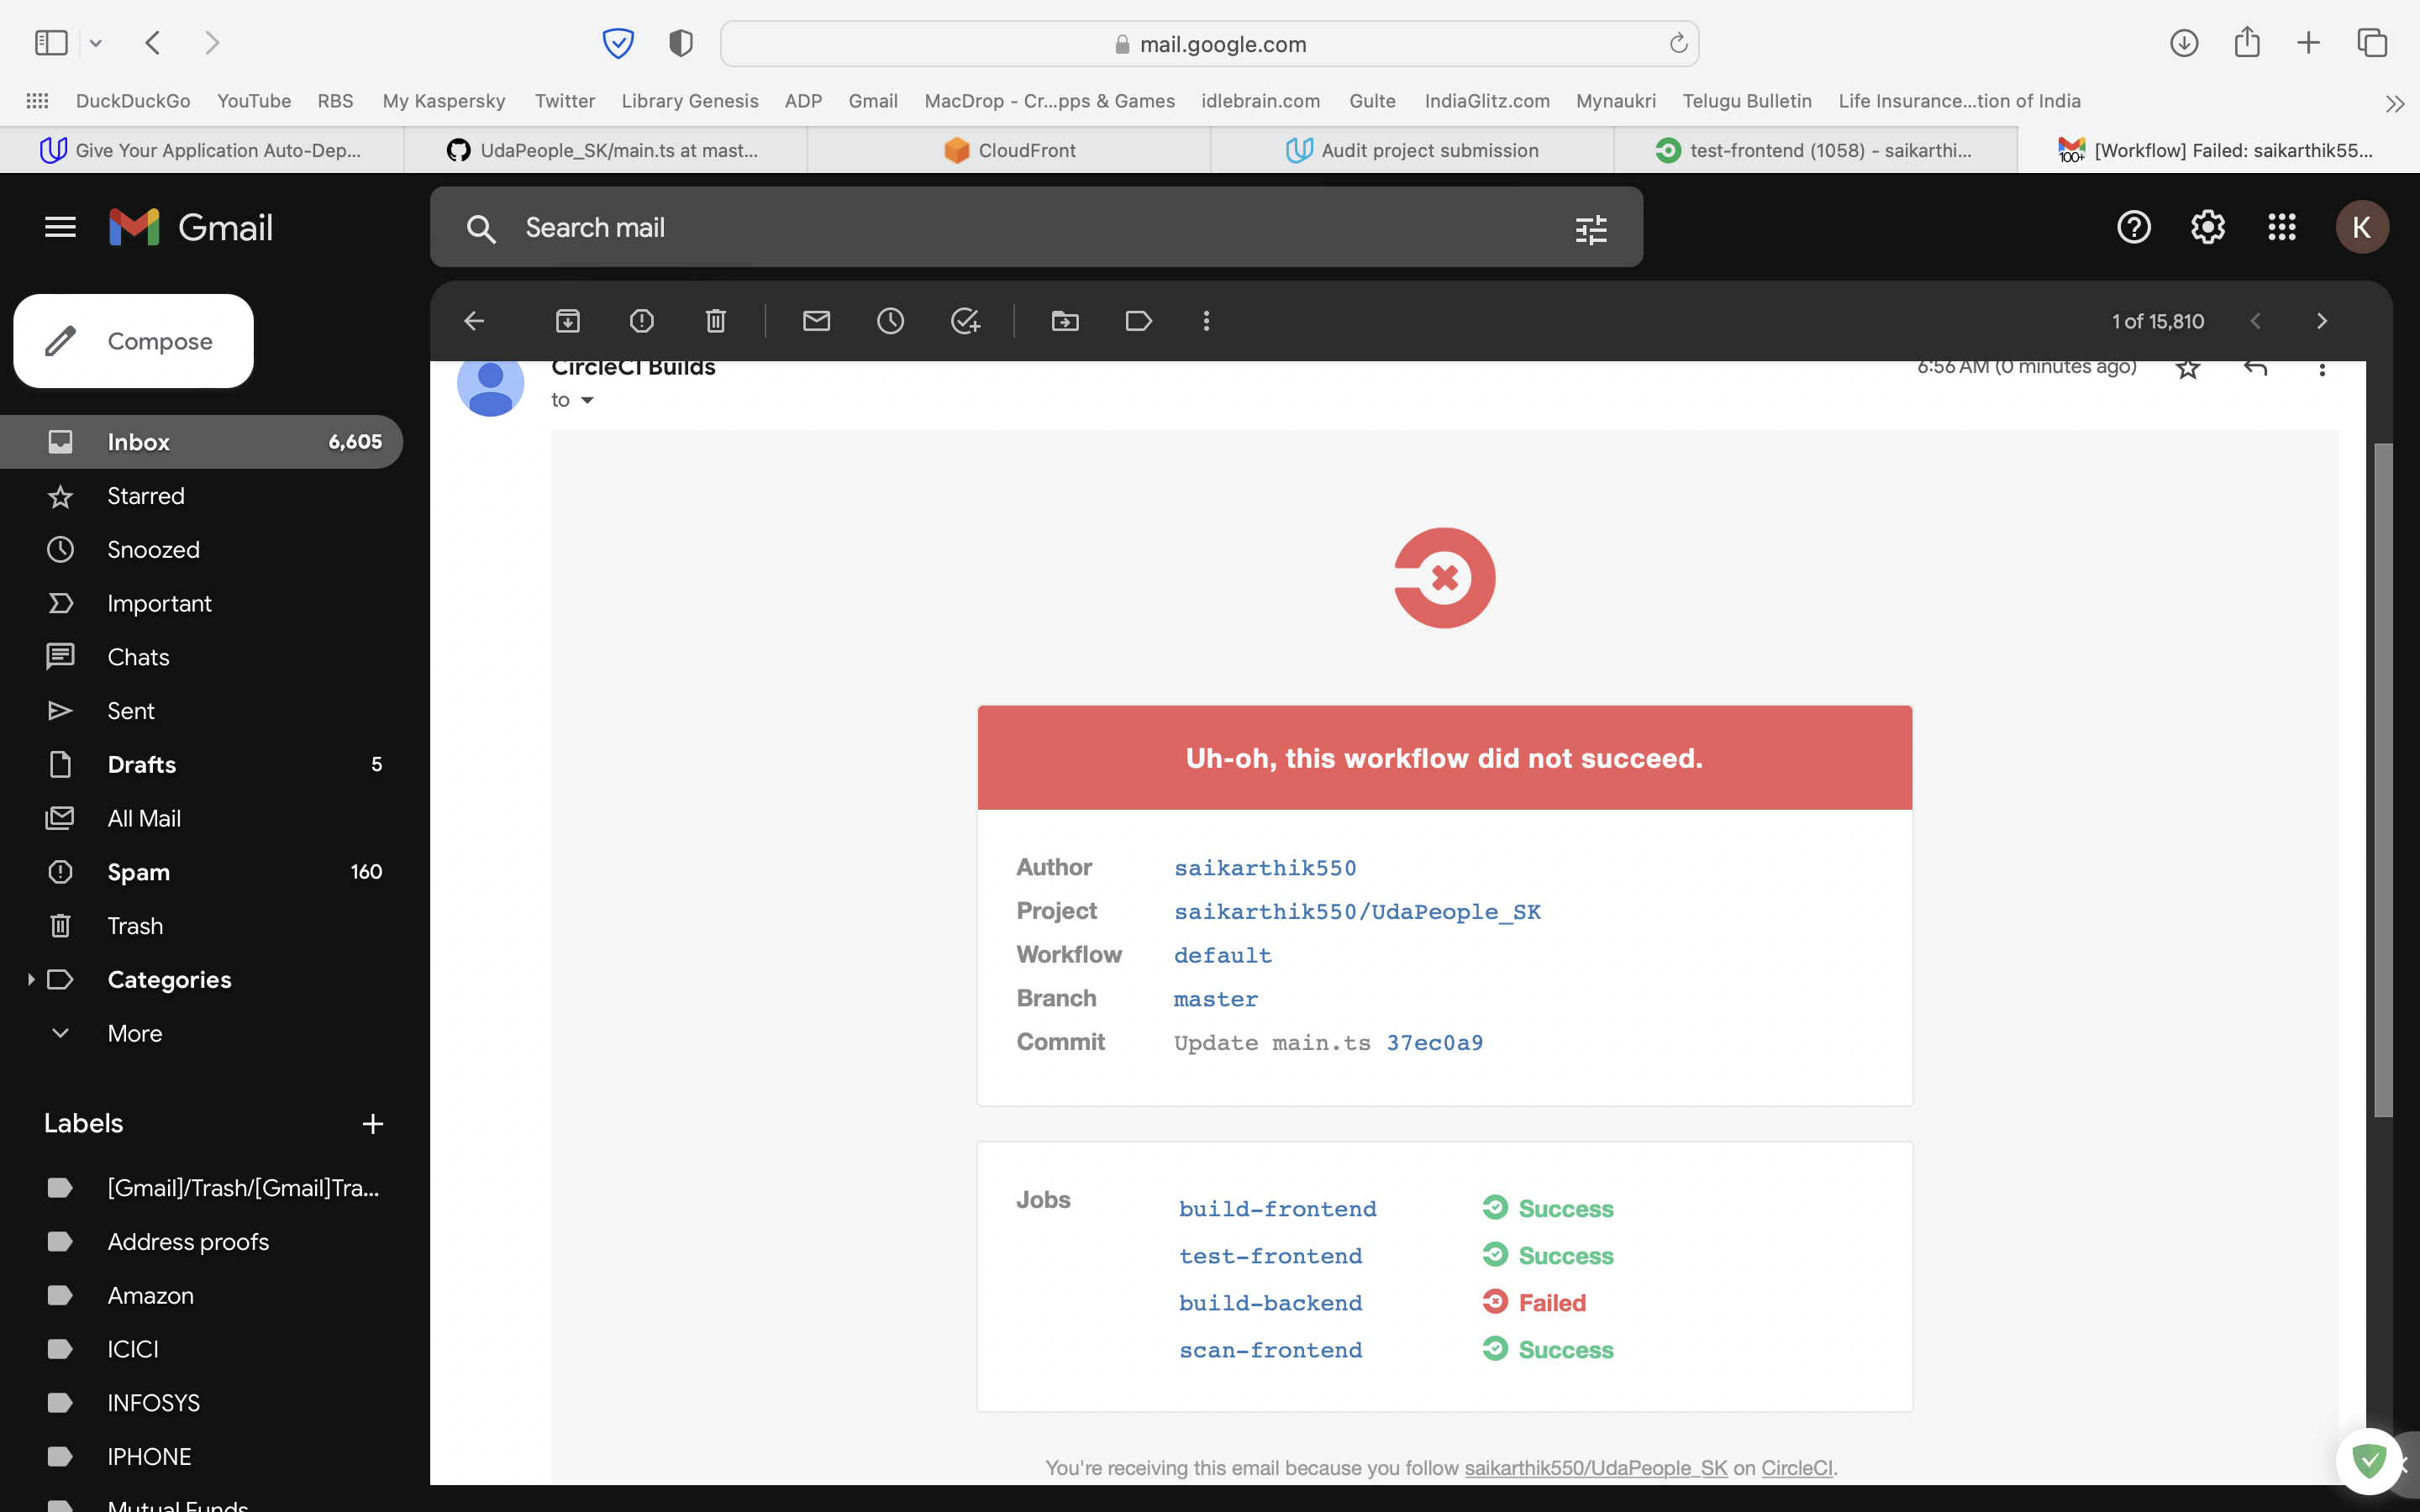 mail.google.com
DuckDuckGo YouTube RBS My Kaspersky Twitter Library Genesis ADP Gmail MacDrop - Cr...pps & Games idlebrain.com Gulte IndiaGlitz.com Mynaukri Telugu Bulletin Life Insurance...tion of India
Give Your Application Auto-Dep... UdaPeople_SK/main.ts at mast... CloudFront Audit project submission test-frontend (1058) - saikarthi... 100+ [Workflow] Failed: saikarthik55...
Gmail
Search mail
K
Compose
1 of 15,810
Inbox 6,605
Starred
Snoozed
Important
Chats
Sent
Drafts 5
All Mail
Spam 160
Trash
Categories
More
Labels
[Gmail]/Trash/[Gmail]Tra...
Address proofs
Amazon
ICICI
INFOSYS
IPHONE
Mutual Funds
CircleCI Builds 6:56 AM (0 minutes ago)
to
Uh-oh, this workflow did not succeed.
Author saikarthik550
Project saikarthik550/UdaPeople_SK
Workflow default
Branch master
Commit Update main.ts 37ec0a9
Jobs
build-frontend Success
test-frontend Success
build-backend Failed
scan-frontend Success
You're receiving this email because you follow saikarthik550/UdaPeople_SK on CircleCI.